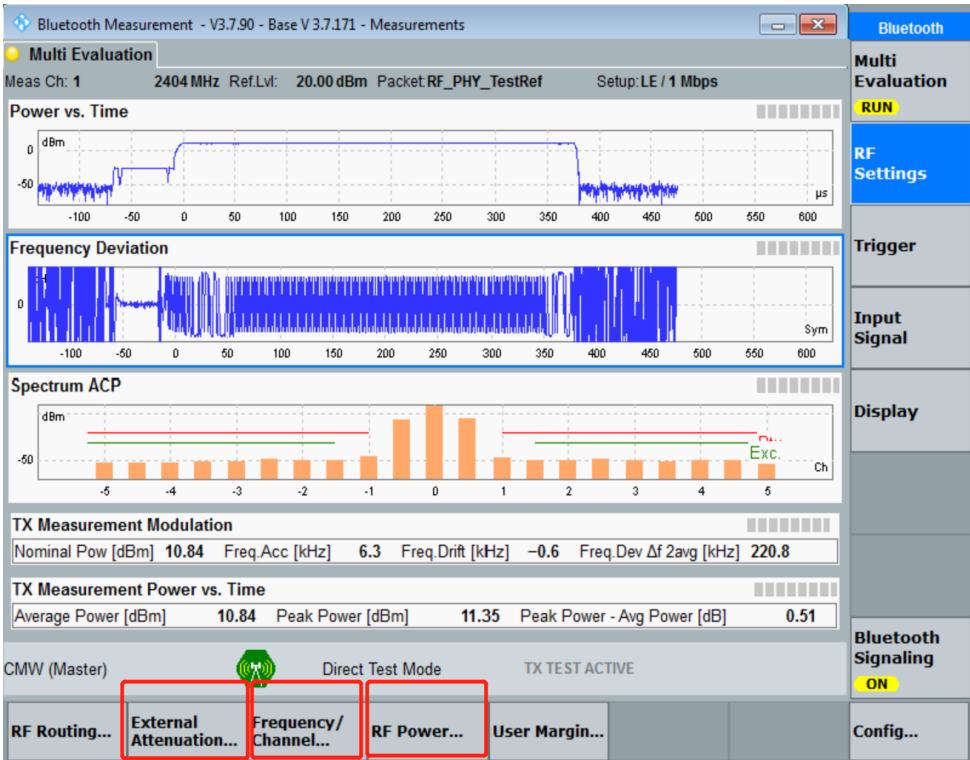 Bluetooth Measurement - V3.7.90 - Base V 3.7.171 - Measurements
Bluetooth
Multi Evaluation
Meas Ch: 1 2404 MHz Ref.Lvl: 20.00 dBm Packet: RF_PHY_TestRef Setup: LE / 1 Mbps
Power vs. Time
dBm
0
-50
µs
-100 -50 0 50 100 150 200 250 300 350 400 450 500 550 600
Frequency Deviation
0
Sym
-100 -50 0 50 100 150 200 250 300 350 400 450 500 550 600
Spectrum ACP
dBm
-50
Exc.
Ch
-5 -4 -3 -2 -1 0 1 2 3 4 5
TX Measurement Modulation
Nominal Pow [dBm] 10.84 Freq.Acc [kHz] 6.3 Freq.Drift [kHz] −0.6 Freq.Dev Δf 2avg [kHz] 220.8
TX Measurement Power vs. Time
Average Power [dBm] 10.84 Peak Power [dBm] 11.35 Peak Power - Avg Power [dB] 0.51
CMW (Master) Direct Test Mode TX TEST ACTIVE
RF Routing...
External
Attenuation...
Frequency/
Channel...
RF Power...
User Margin...
Multi
Evaluation
RUN
RF
Settings
Trigger
Input
Signal
Display
Bluetooth
Signaling
ON
Config...